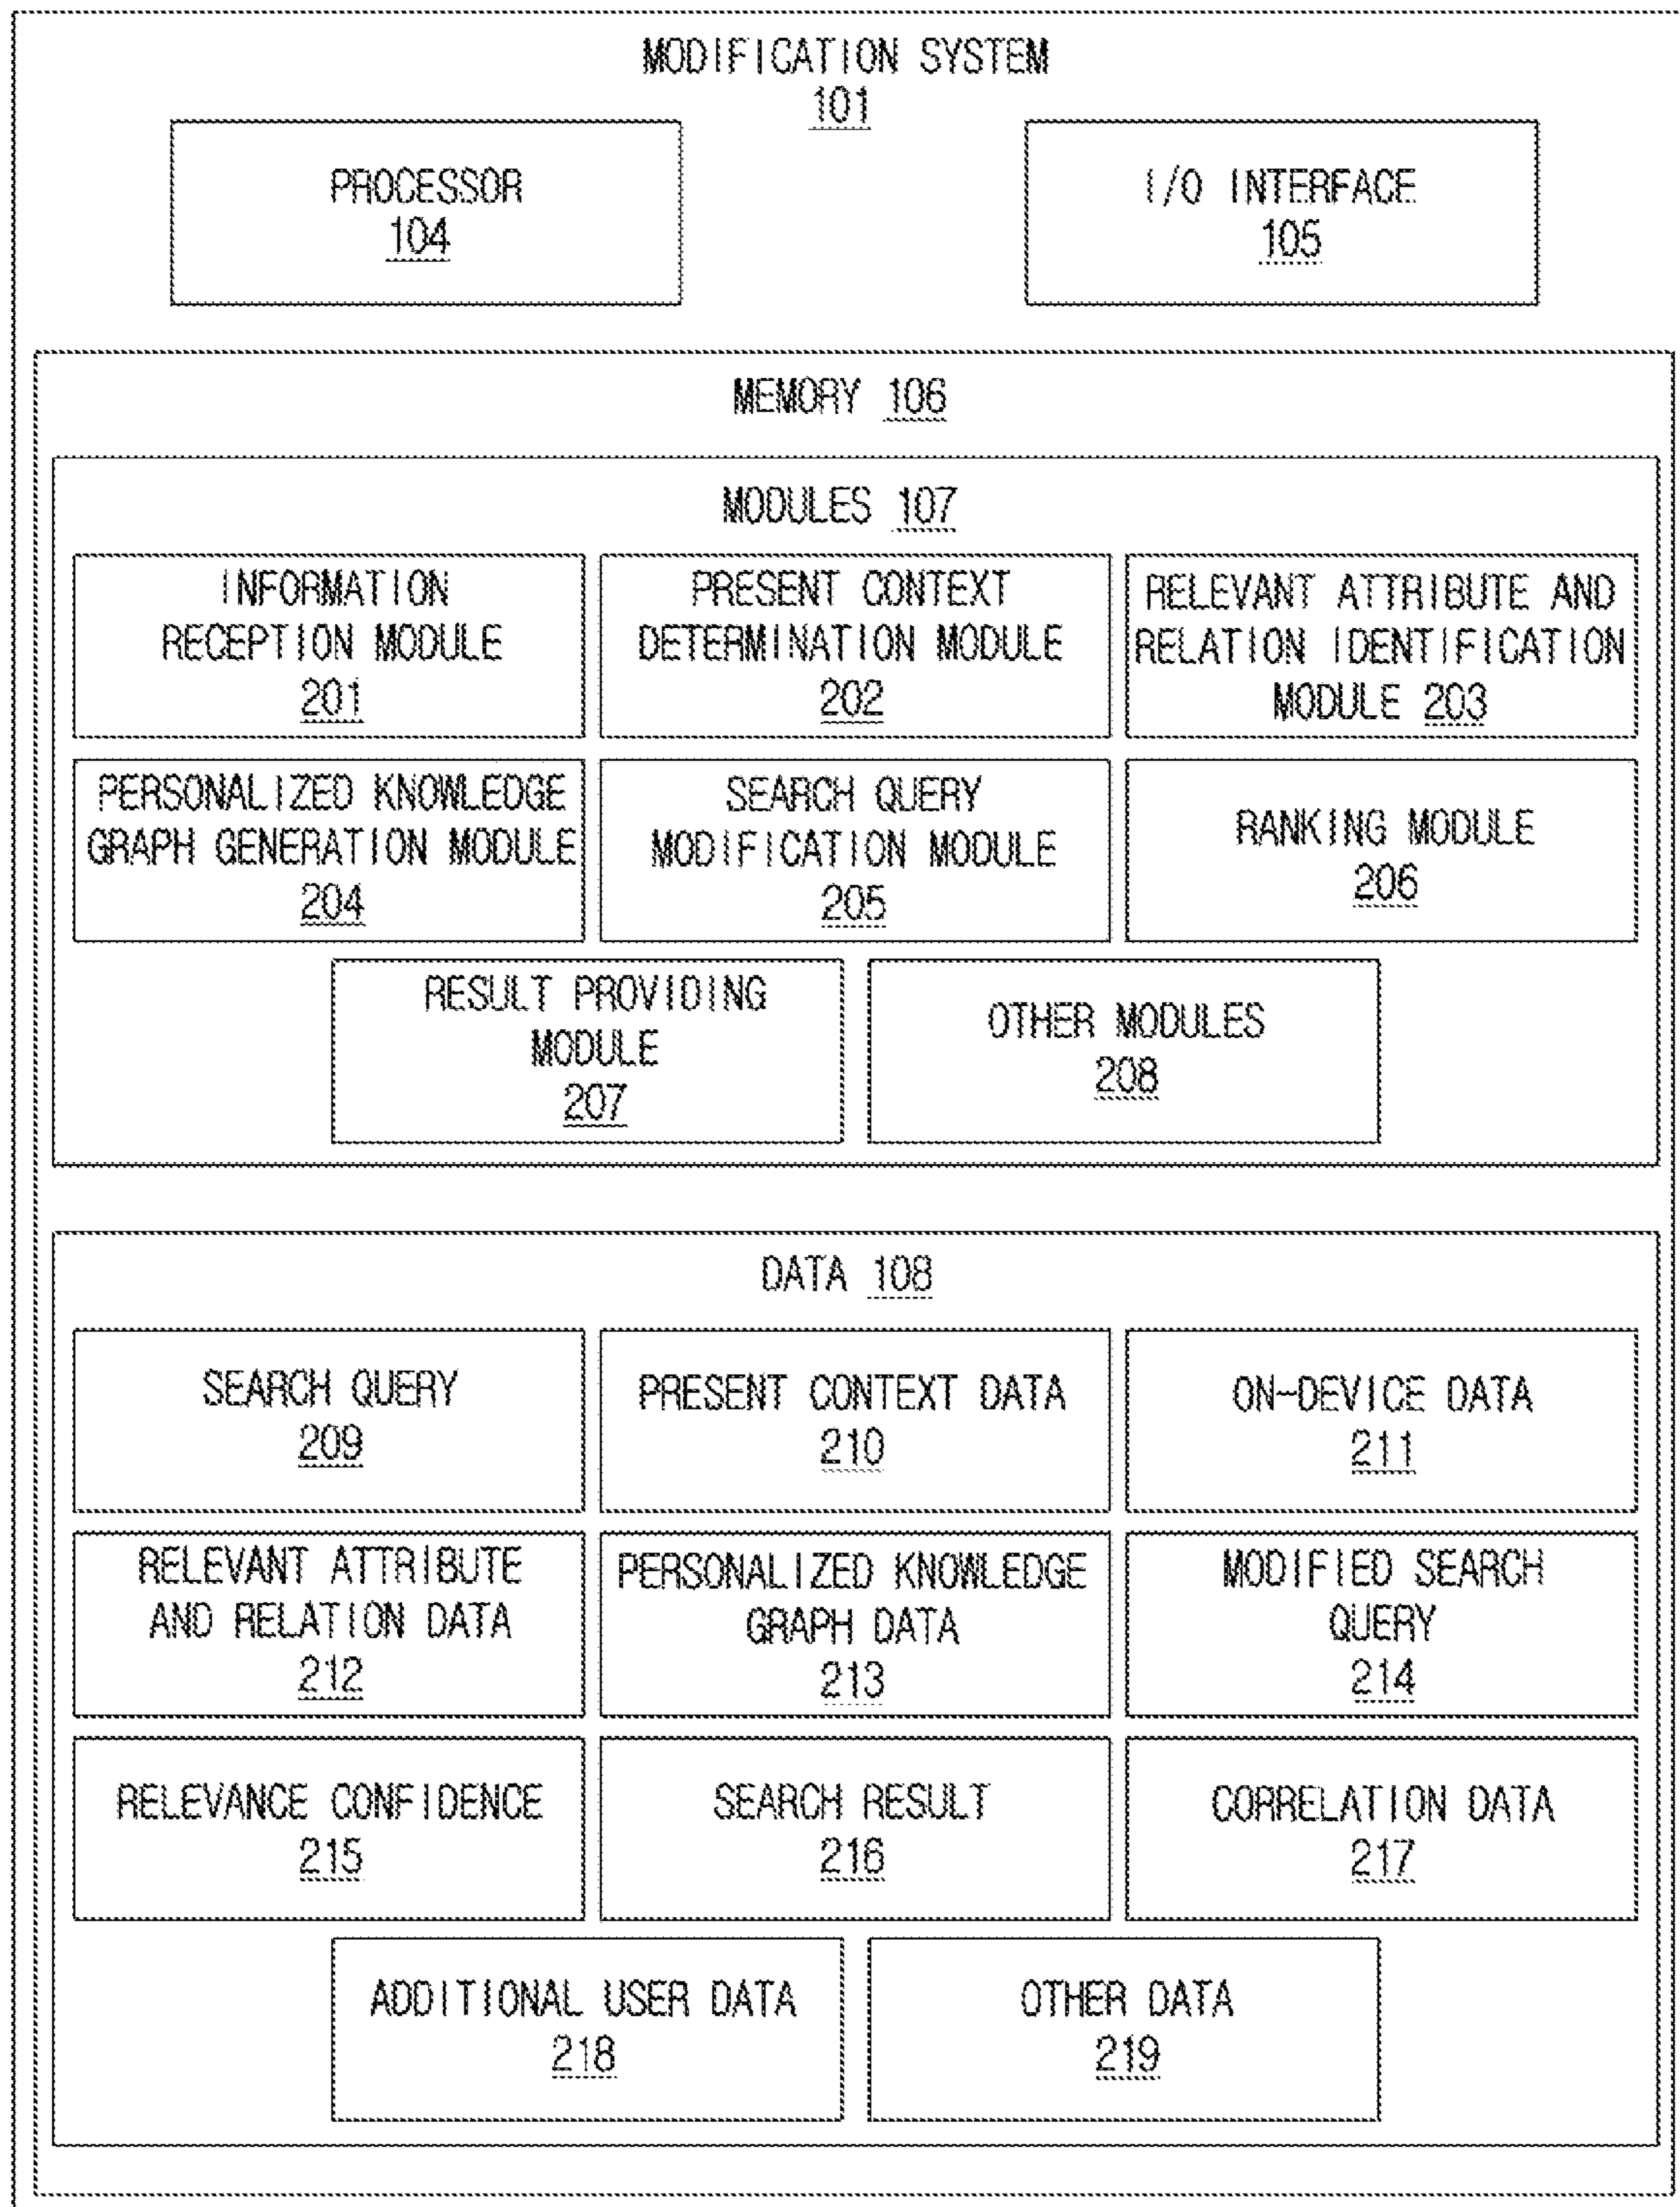 MODIFICATION SYSTEM
101
PROCESSOR
104
I/O INTERFACE
105
MEMORY 106
MODULES 107
INFORMATION
RECEPTION MODULE
201
PRESENT CONTEXT
DETERMINATION MODULE
202
RELEVANT ATTRIBUTE AND
RELATION IDENTIFICATION
MODULE 203
PERSONALIZED KNOWLEDGE
GRAPH GENERATION MODULE
204
SEARCH QUERY
MODIFICATION MODULE
205
RANKING MODULE
206
RESULT PROVIDING
MODULE
207
OTHER MODULES
208
DATA 108
SEARCH QUERY
209
PRESENT CONTEXT DATA
210
ON-DEVICE DATA
211
RELEVANT ATTRIBUTE
AND RELATION DATA
212
PERSONALIZED KNOWLEDGE
GRAPH DATA
213
MODIFIED SEARCH
QUERY
214
RELEVANCE CONFIDENCE
215
SEARCH RESULT
216
CORRELATION DATA
217
ADDITIONAL USER DATA
218
OTHER DATA
219